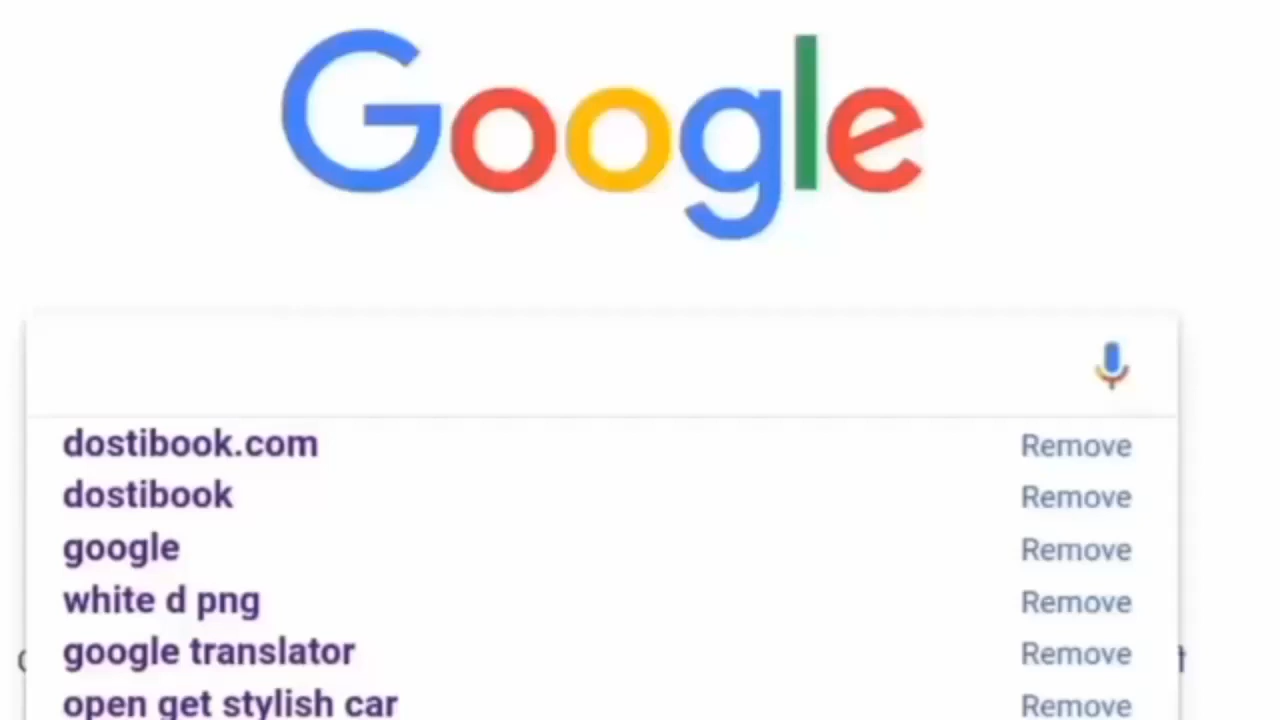 Google
dostibook.com Remove
dostibook Remove
google Remove
white d png Remove
google translator Remove
open get stylish car Remove